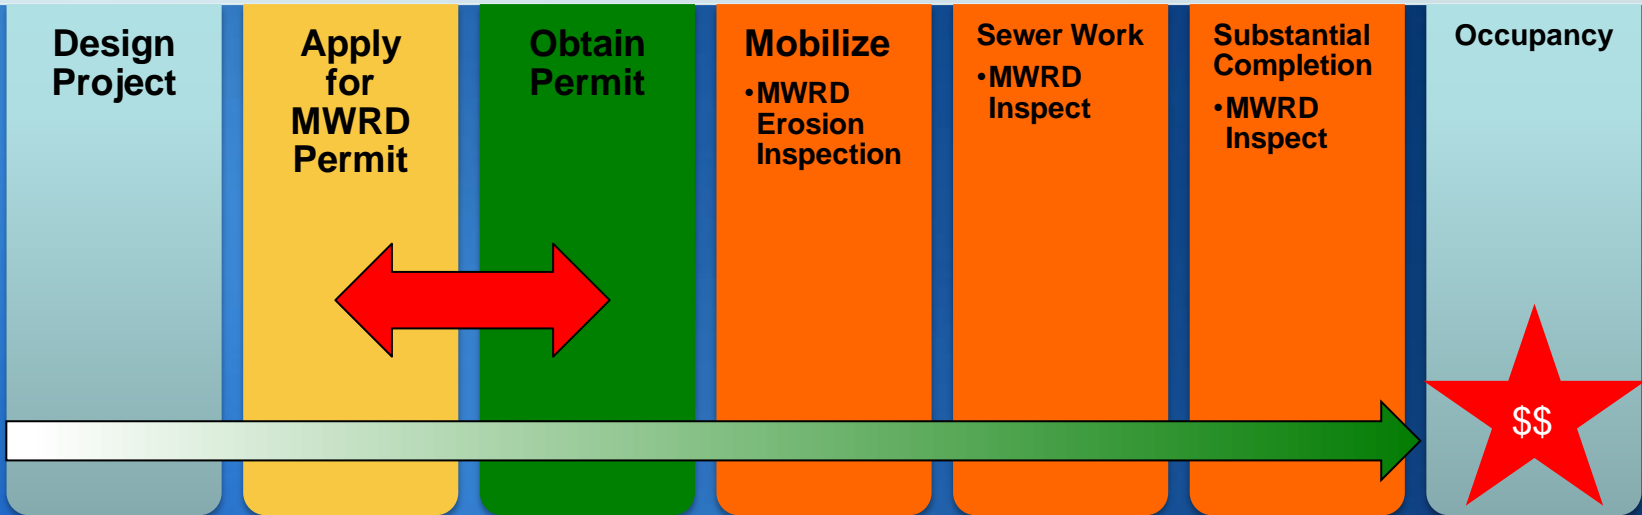 Design
Project
Apply
for
MWRD
Permit
Obtain
Permit
Mobilize
•MWRD
Erosion
Inspection
Sewer Work
•MWRD
Inspect
Substantial
Completion
•MWRD
Inspect
Occupancy
$$